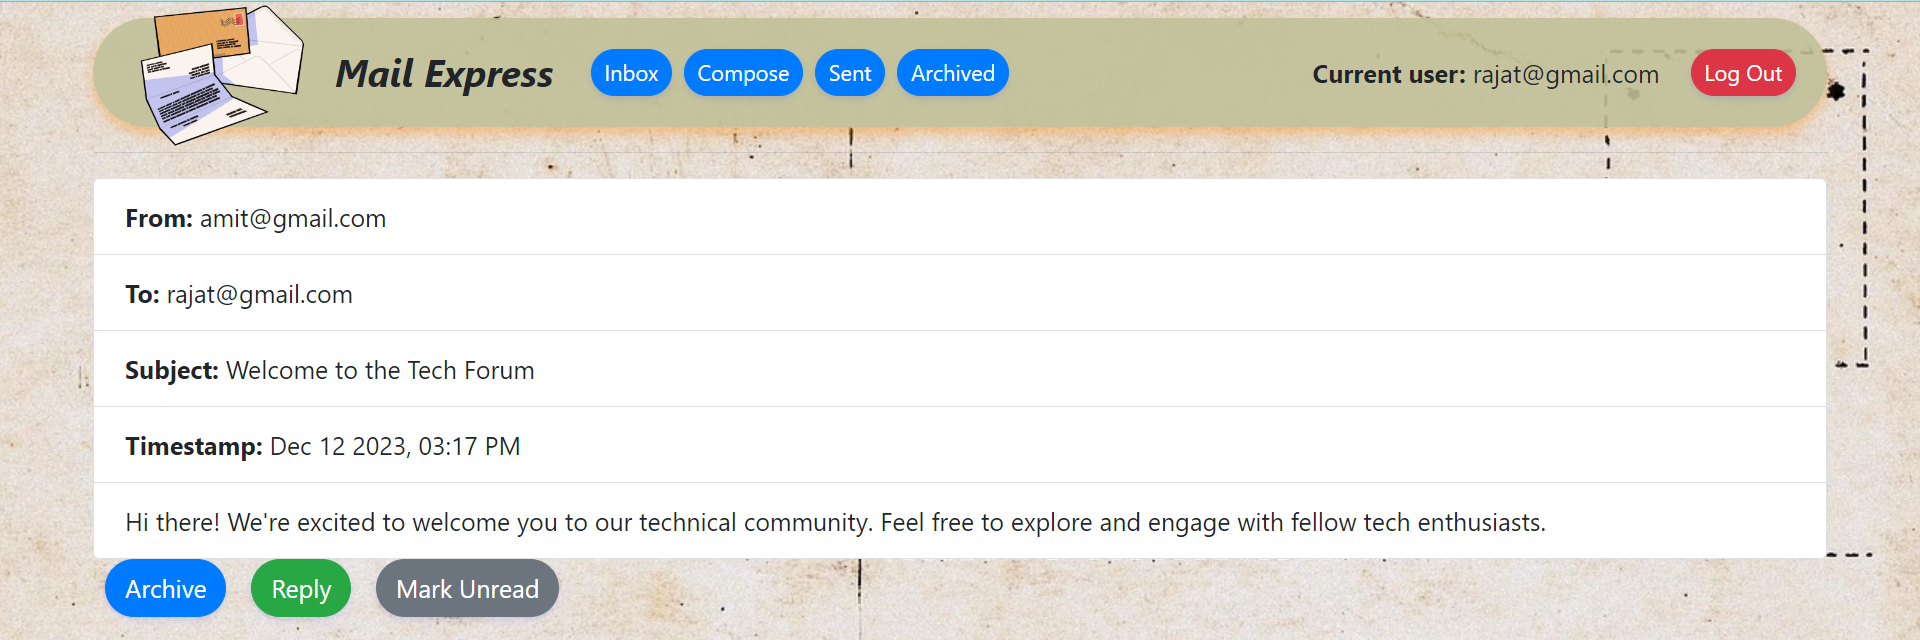 Mail Express
Inbox
Compose
Sent
Archived
Current user: rajat@gmail.com
Log Out
From: amit@gmail.com
To: rajat@gmail.com
Subject: Welcome to the Tech Forum
Timestamp: Dec 12 2023, 03:17 PM
Hi there! We're excited to welcome you to our technical community. Feel free to explore and engage with fellow tech enthusiasts.
Archive
Reply
Mark Unread